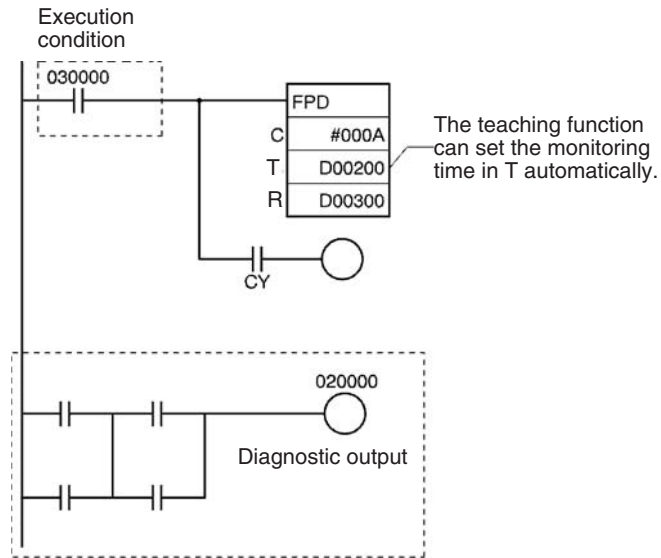 Execution
condition
030000
FPD
C #000A
T D00200
R D00300
The teaching function
can set the monitoring
time in T automatically.
CY
020000
Diagnostic output